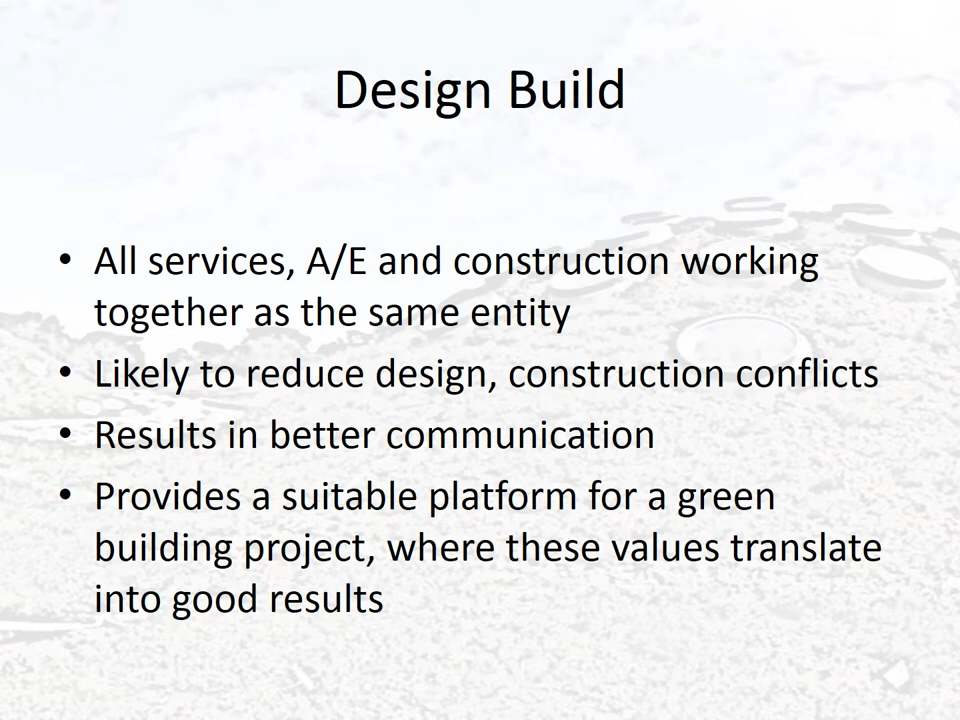 Design Build
• All services, A/E and construction working
together as the same entity
• Likely to reduce design, construction conflicts
• Results in better communication
• Provides a suitable platform for a green
building project, where these values translate
into good results